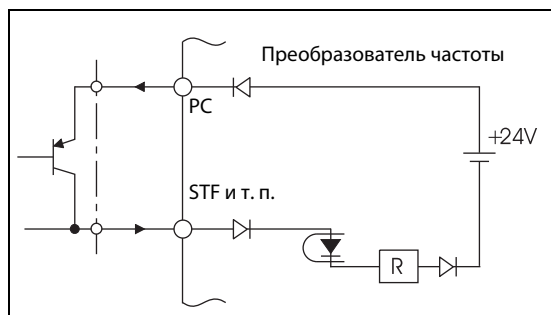 Преобразователь частоты
PC
+24V
STF и т. п.
R